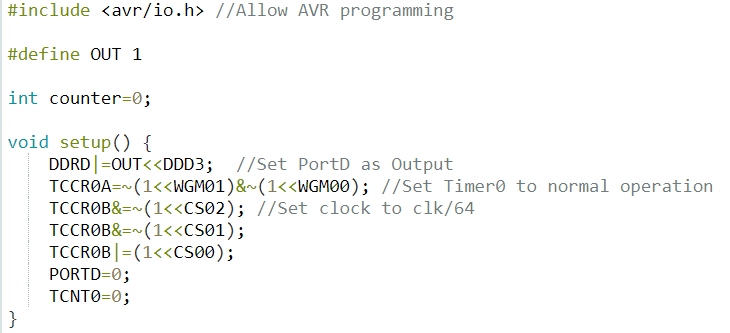 #include <avr/io.h> //Allow AVR programming
#define OUT 1
int counter=0;
void setup() {
DDRD|=OUT<<DDD3;  //Set PortD as Output
TCCR0A=~(1<<WGM01)&~(1<<WGM00); //Set Timer0 to normal operation
TCCR0B&=~(1<<CS02); //Set clock to clk/64
TCCR0B&=~(1<<CS01);
TCCR0B|=(1<<CS00);
PORTD=0;
TCNT0=0;
}